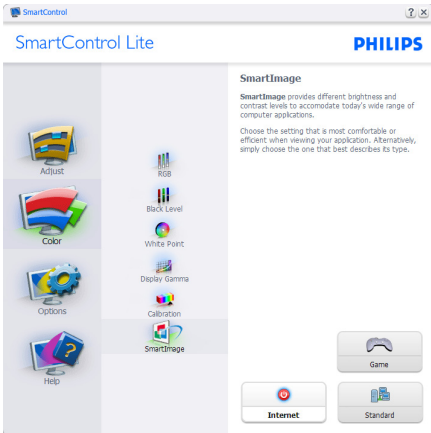 SmartControl
SmartControl Lite
PHILIPS
Adjust
Color
Options
Help
RGB
Black Level
White Point
Display Gamma
Calibration
SmartImage
SmartImage
SmartImage provides different brightness and
contrast levels to accomodate today's wide range of
computer applications.
Choose the setting that is most comfortable or
efficient when viewing your application. Alternatively,
simply choose the one that best describes its type.
Game
Internet
Standard